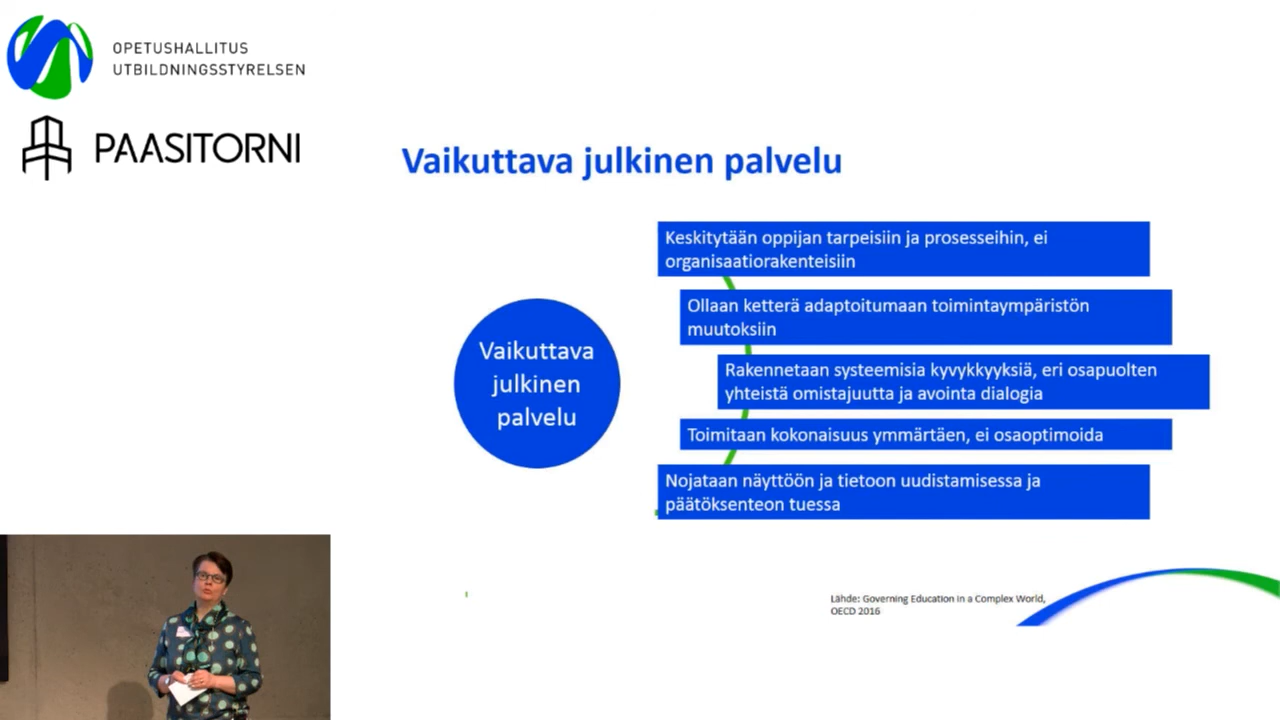 OPETUSHALLITUS
UTBILDNINGSSTYRELSEN
PAASITORNI
Vaikuttava julkinen palvelu
Vaikuttava
julkinen
palvelu
Keskitytään oppijan tarpeisiin ja prosesseihin, ei
organisaatiorakenteisiin
Ollaan ketterä adaptoitumaan toimintaympäristön
muutoksiin
Rakennetaan systeemisia kyvykkyyksiä, eri osapuolten
yhteistä omistajuutta ja avointa dialogia
Toimitaan kokonaisuus ymmärtäen, ei osaoptimoida
Nojataan näyttöön ja tietoon uudistamisessa ja
päätöksenteon tuessa
Lähde: Governing Education in a Complex World,
OECD 2016